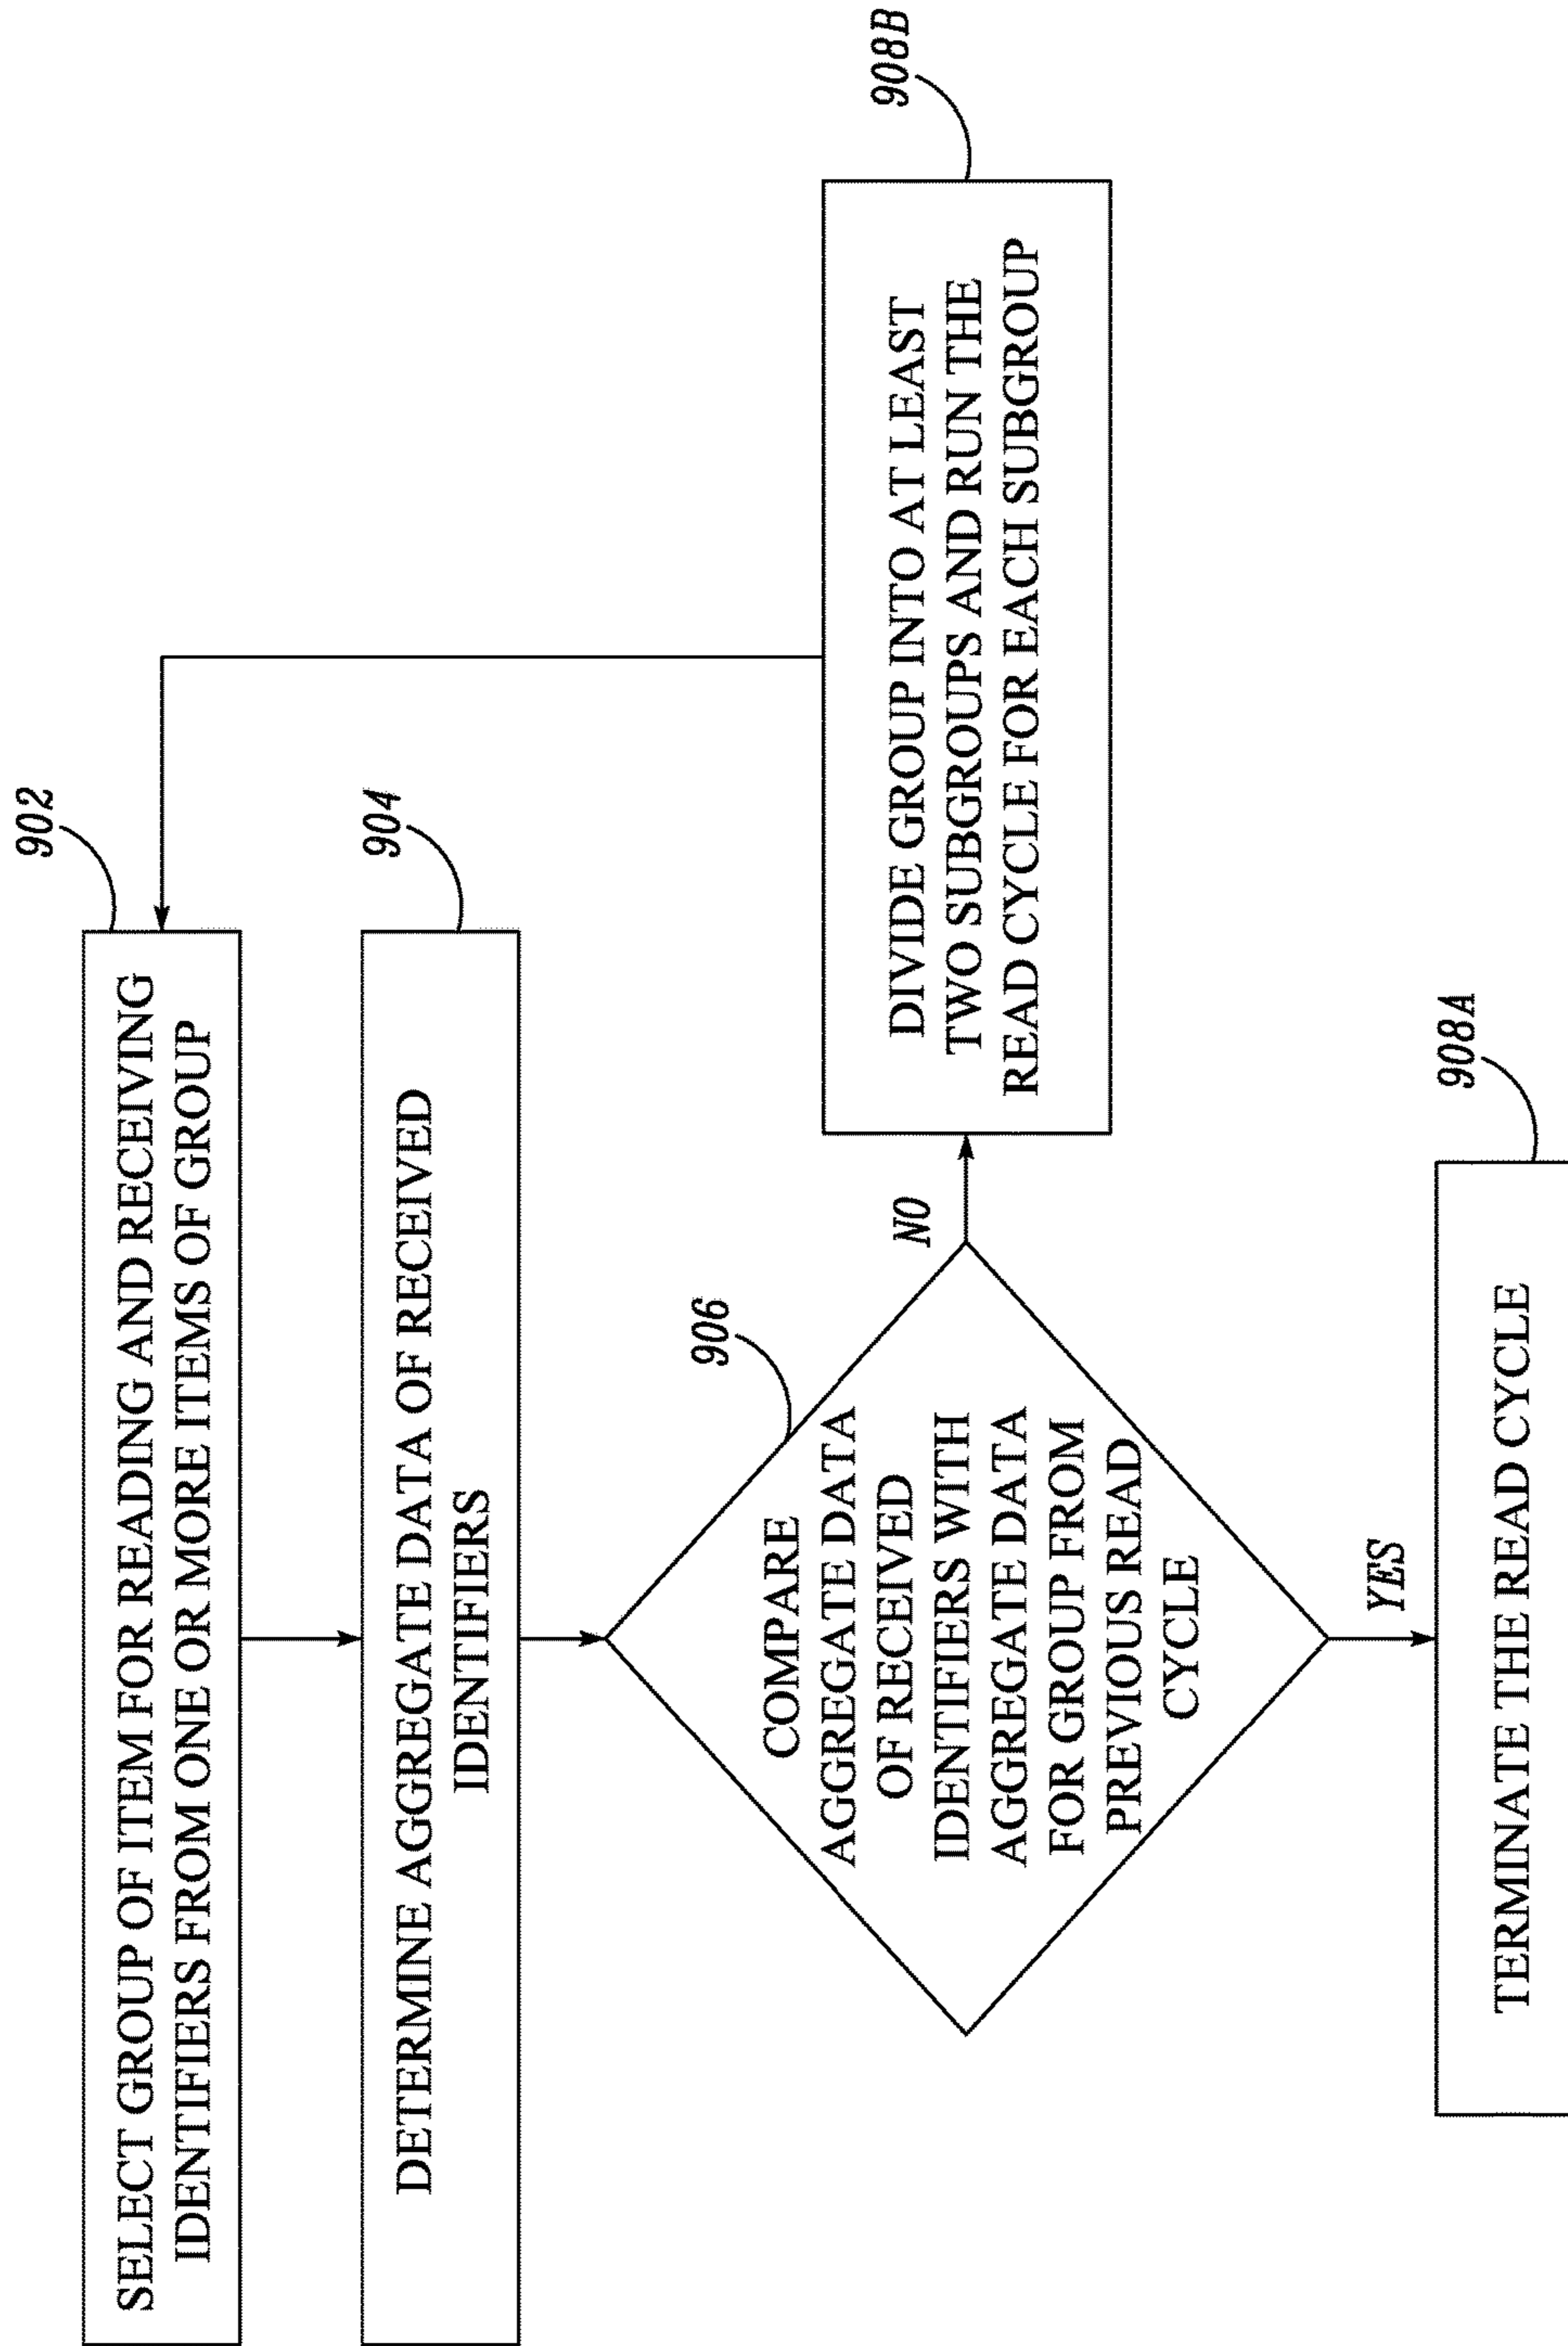 902
SELECT GROUP OF ITEM FOR READING AND RECEIVING
IDENTIFIERS FROM ONE OR MORE ITEMS OF GROUP
904
DETERMINE AGGREGATE DATA OF RECEIVED
IDENTIFIERS
906
COMPARE
AGGREGATE DATA
OF RECEIVED
IDENTIFIERS WITH
AGGREGATE DATA
FOR GROUP FROM
PREVIOUS READ
CYCLE
NO
908B
DIVIDE GROUP INTO AT LEAST
TWO SUBGROUPS AND RUN THE
READ CYCLE FOR EACH SUBGROUP
YES
908A
TERMINATE THE READ CYCLE